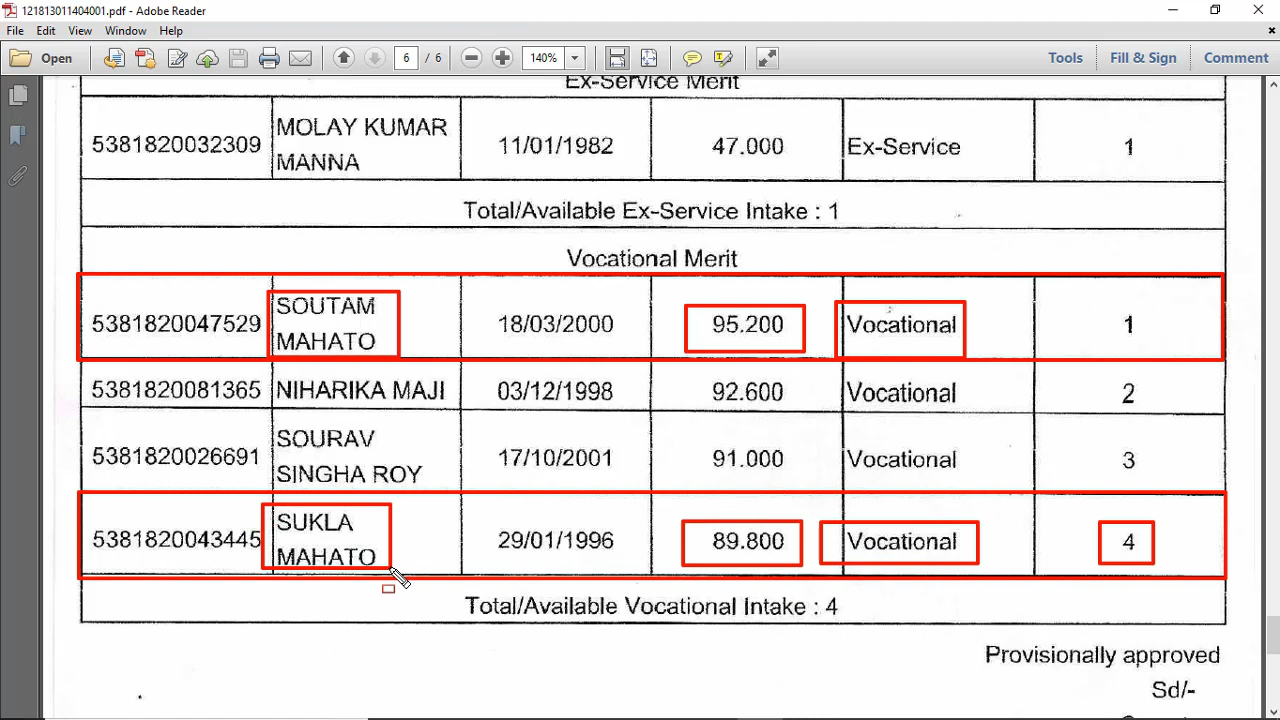 121813011404001.pdf - Adobe Reader
File Edit View Window Help
Open 6 / 6 140% Tools Fill & Sign Comment
Ex-Service Merit
5381820032309 MOLAY KUMAR MANNA 11/01/1982 47.000 Ex-Service 1
Total/Available Ex-Service Intake : 1
Vocational Merit
5381820047529 SOUTAM MAHATO 18/03/2000 95.200 Vocational 1
5381820081365 NIHARIKA MAJI 03/12/1998 92.600 Vocational 2
5381820026691 SOURAV SINGHA ROY 17/10/2001 91.000 Vocational 3
5381820043445 SUKLA MAHATO 29/01/1996 89.800 Vocational 4
Total/Available Vocational Intake : 4
Provisionally approved
Sd/-